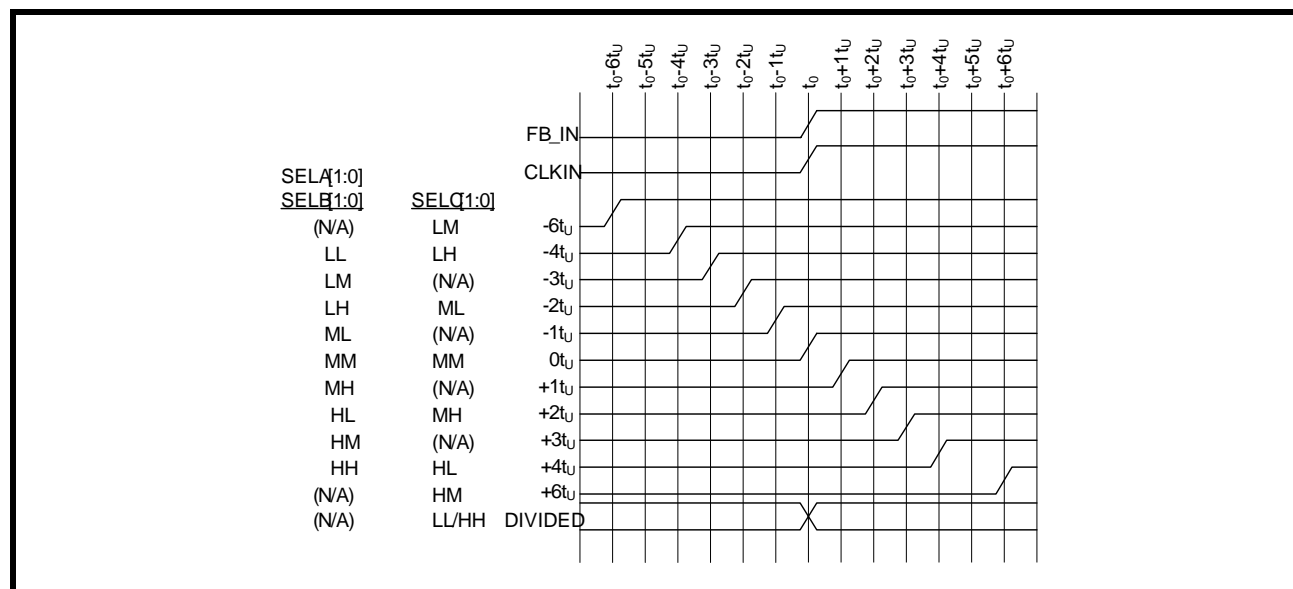 t0-6tU t0-5tU t0-4tU t0-3tU t0-2tU t0-1tU t0 t0+1tU t0+2tU t0+3tU t0+4tU t0+5tU t0+6tU
FB_IN
CLKIN
SELA[1:0]
SELB[1:0] SELC[1:0]
(N/A) LM -6tU
LL LH -4tU
LM (N/A) -3tU
LH ML -2tU
ML (N/A) -1tU
MM MM 0tU
MH (N/A) +1tU
HL MH +2tU
HM (N/A) +3tU
HH HL +4tU
(N/A) HM +6tU
(N/A) LL/HH DIVIDED